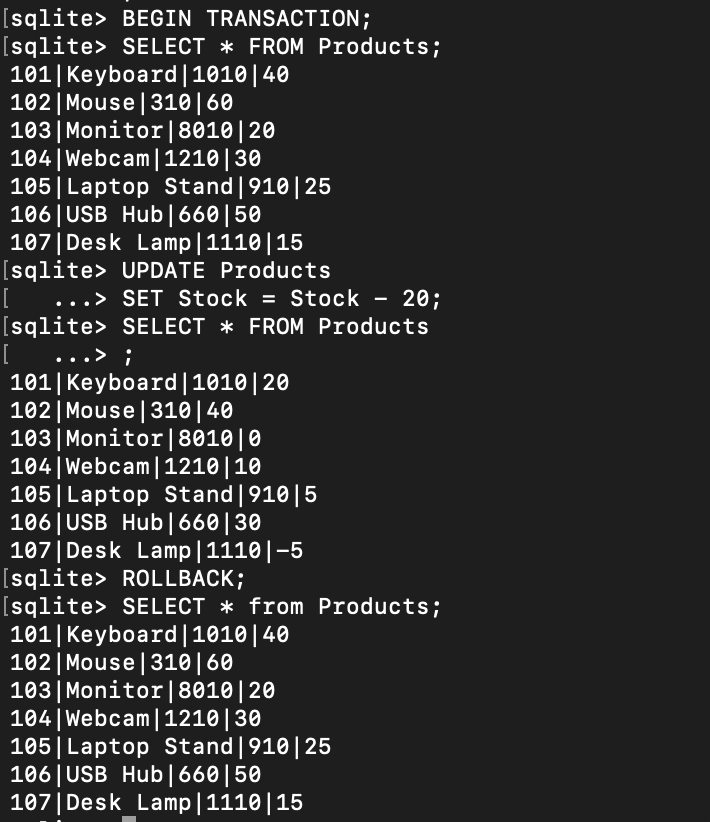 [sqlite> BEGIN TRANSACTION;
[sqlite> SELECT * FROM Products;
101|Keyboard|1010|40
102|Mouse|310|60
103|Monitor|8010|20
104|Webcam|1210|30
105|Laptop Stand|910|25
106|USB Hub|660|50
107|Desk Lamp|1110|15
[sqlite> UPDATE Products
[   ...> SET Stock = Stock - 20;
[sqlite> SELECT * FROM Products
[   ...> ;
101|Keyboard|1010|20
102|Mouse|310|40
103|Monitor|8010|0
104|Webcam|1210|10
105|Laptop Stand|910|5
106|USB Hub|660|30
107|Desk Lamp|1110|-5
[sqlite> ROLLBACK;
[sqlite> SELECT * from Products;
101|Keyboard|1010|40
102|Mouse|310|60
103|Monitor|8010|20
104|Webcam|1210|30
105|Laptop Stand|910|25
106|USB Hub|660|50
107|Desk Lamp|1110|15